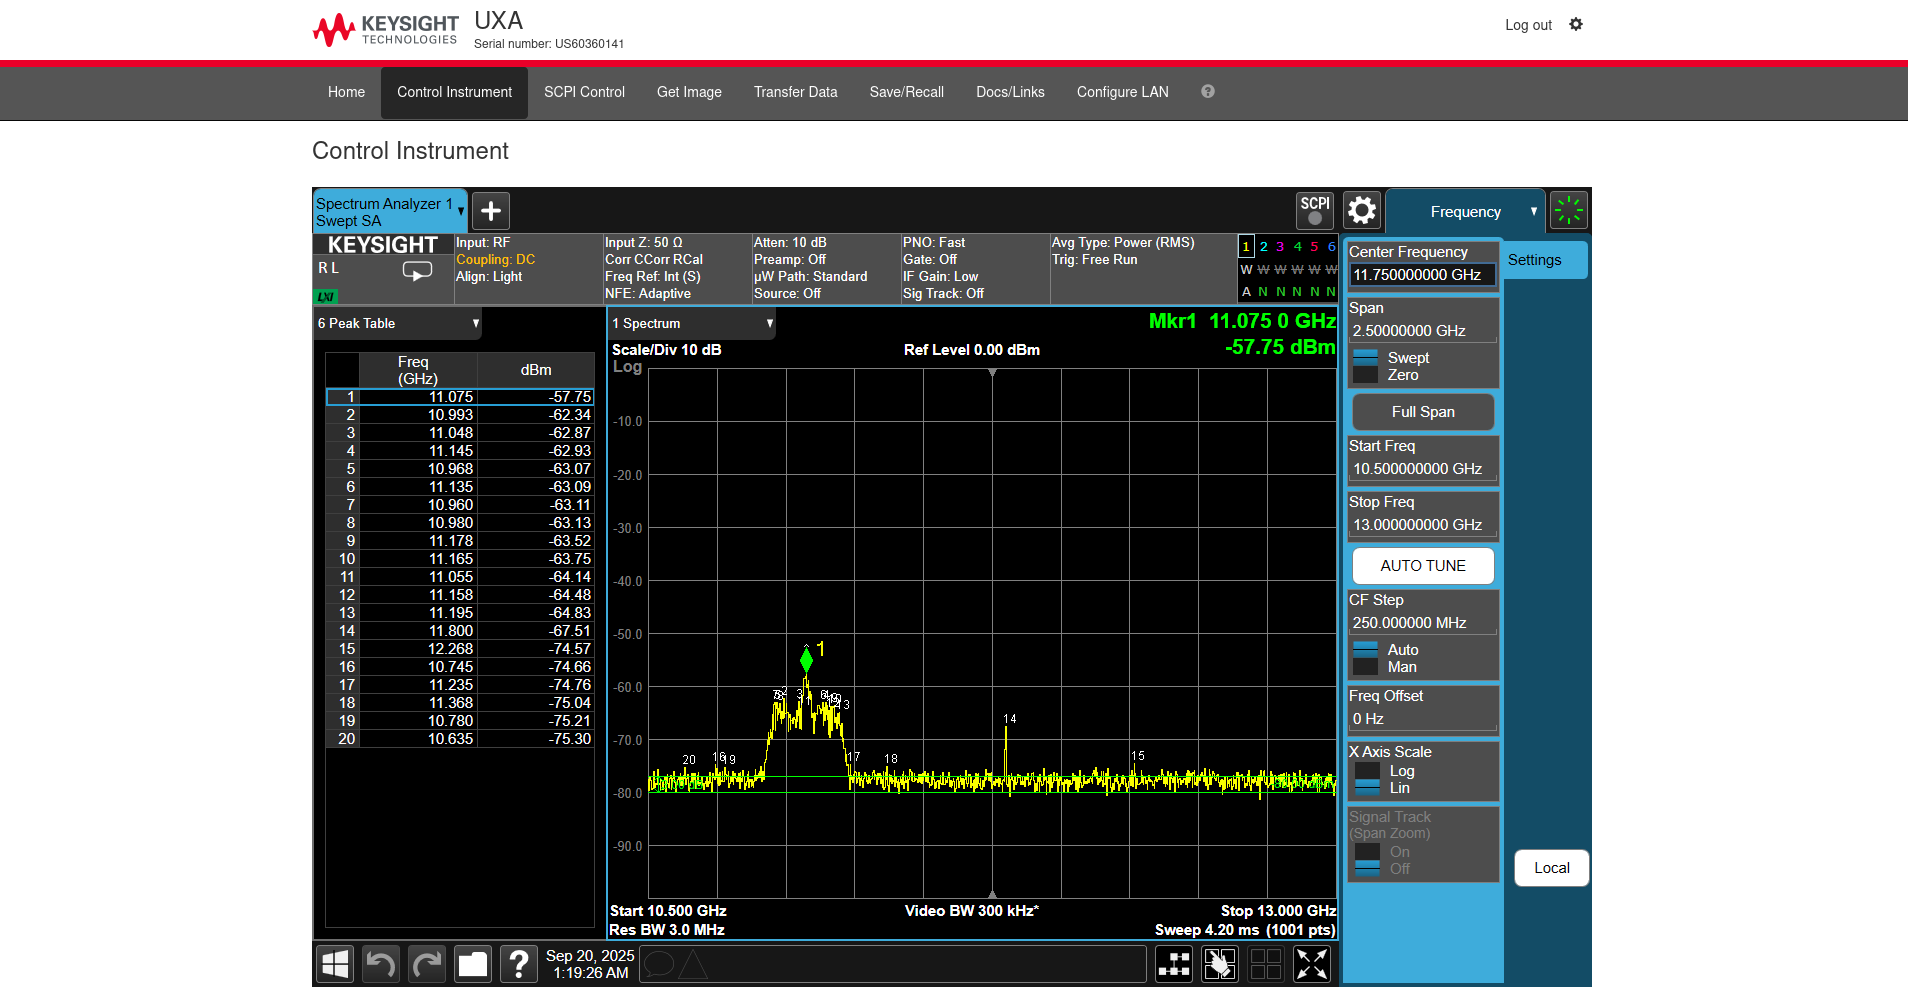 KEYSIGHT
TECHNOLOGIES
UXA
Serial number: US60360141
Log out
Home
Control Instrument
SCPI Control
Get Image
Transfer Data
Save/Recall
Docs/Links
Configure LAN
?
Control Instrument
Spectrum Analyzer 1
Swept SA
SCPI
Frequency
KEYSIGHT
R L
LXI
Input: RF
Coupling: DC
Align: Light
Input Z: 50 Ω
Corr CCorr RCal
Freq Ref: Int (S)
NFE: Adaptive
Atten: 10 dB
Preamp: Off
µW Path: Standard
Source: Off
PNO: Fast
Gate: Off
IF Gain: Low
Sig Track: Off
Avg Type: Power (RMS)
Trig: Free Run
1 2 3 4 5 6
W W W W W W
A N N N N N
6 Peak Table
Freq (GHz) dBm
1 11.075 -57.75
2 10.993 -62.34
3 11.048 -62.87
4 11.145 -62.93
5 10.968 -63.07
6 11.135 -63.09
7 10.960 -63.11
8 10.980 -63.13
9 11.178 -63.52
10 11.165 -63.75
11 11.055 -64.14
12 11.158 -64.48
13 11.195 -64.83
14 11.800 -67.51
15 12.268 -74.57
16 10.745 -74.66
17 11.235 -74.76
18 11.368 -75.04
19 10.780 -75.21
20 10.635 -75.30
1 Spectrum
Mkr1 11.075 0 GHz
-57.75 dBm
Scale/Div 10 dB
Ref Level 0.00 dBm
Log
-10.0
-20.0
-30.0
-40.0
-50.0
-60.0
-70.0
-80.0
-90.0
1
14
15
20
17
18
Start 10.500 GHz
Video BW 300 kHz*
Stop 13.000 GHz
Res BW 3.0 MHz
Sweep 4.20 ms (1001 pts)
Center Frequency
11.750000000 GHz
Settings
Span
2.50000000 GHz
Swept
Zero
Full Span
Start Freq
10.500000000 GHz
Stop Freq
13.000000000 GHz
AUTO TUNE
CF Step
250.000000 MHz
Auto
Man
Freq Offset
0 Hz
X Axis Scale
Log
Lin
Signal Track
(Span Zoom)
On
Off
Local
?
Sep 20, 2025
1:19:26 AM